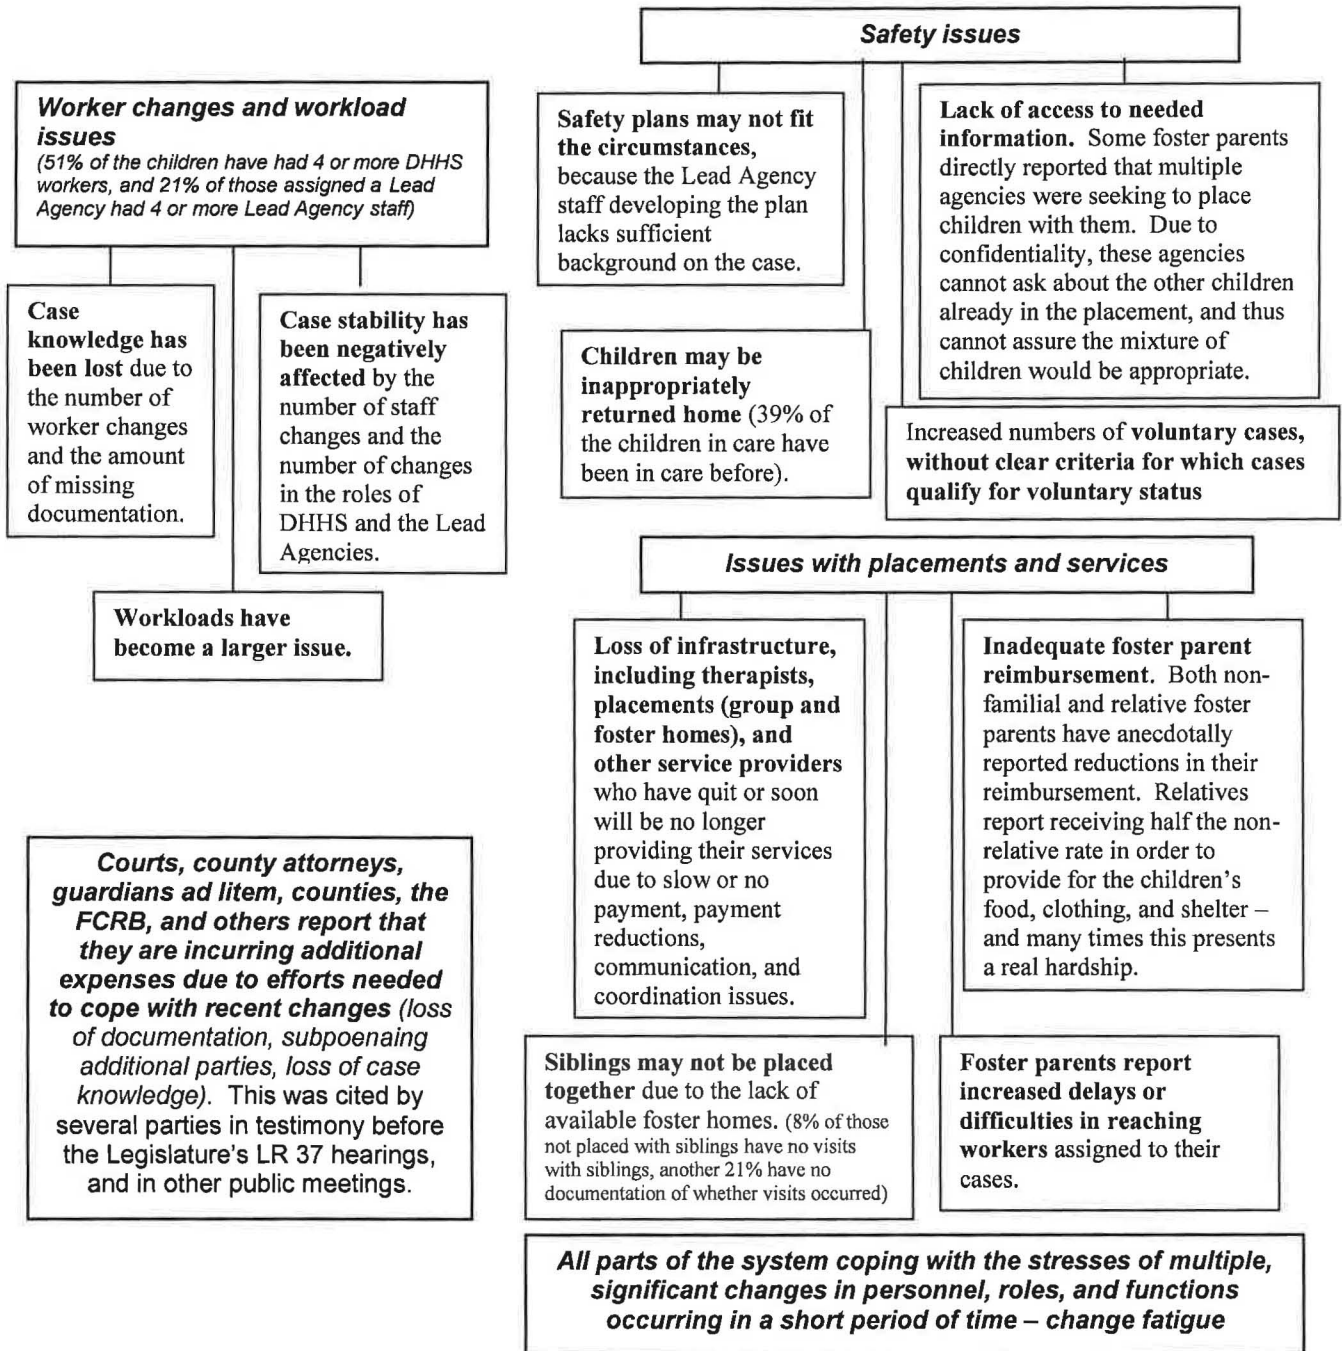 Worker changes and workload
issues
(51% of the children have had 4 or more DHHS
workers, and 21% of those assigned a Lead
Agency had 4 or more Lead Agency staff)
Case
knowledge has
been lost due to
the number of
worker changes
and the amount
of missing
documentation.
Case stability has
been negatively
affected by the
number of staff
changes and the
number of changes
in the roles of
DHHS and the Lead
Agencies.
Workloads have
become a larger issue.
Courts, county attorneys,
guardians ad litem, counties, the
FCRB, and others report that
they are incurring additional
expenses due to efforts needed
to cope with recent changes (loss
of documentation, subpoenaing
additional parties, loss of case
knowledge). This was cited by
several parties in testimony before
the Legislature's LR 37 hearings,
and in other public meetings.
Safety issues
Safety plans may not fit
the circumstances,
because the Lead Agency
staff developing the plan
lacks sufficient
background on the case.
Lack of access to needed
information. Some foster parents
directly reported that multiple
agencies were seeking to place
children with them. Due to
confidentiality, these agencies
cannot ask about the other children
already in the placement, and thus
cannot assure the mixture of
children would be appropriate.
Children may be
inappropriately
returned home (39% of
the children in care have
been in care before).
Increased numbers of voluntary cases,
without clear criteria for which cases
qualify for voluntary status
Issues with placements and services
Loss of infrastructure,
including therapists,
placements (group and
foster homes), and
other service providers
who have quit or soon
will be no longer
providing their services
due to slow or no
payment, payment
reductions,
communication, and
coordination issues.
Inadequate foster parent
reimbursement. Both non-
familial and relative foster
parents have anecdotally
reported reductions in their
reimbursement. Relatives
report receiving half the non-
relative rate in order to
provide for the children's
food, clothing, and shelter –
and many times this presents
a real hardship.
Siblings may not be placed
together due to the lack of
available foster homes. (8% of those
not placed with siblings have no visits
with siblings, another 21% have no
documentation of whether visits occurred)
Foster parents report
increased delays or
difficulties in reaching
workers assigned to their
cases.
All parts of the system coping with the stresses of multiple,
significant changes in personnel, roles, and functions
occurring in a short period of time – change fatigue